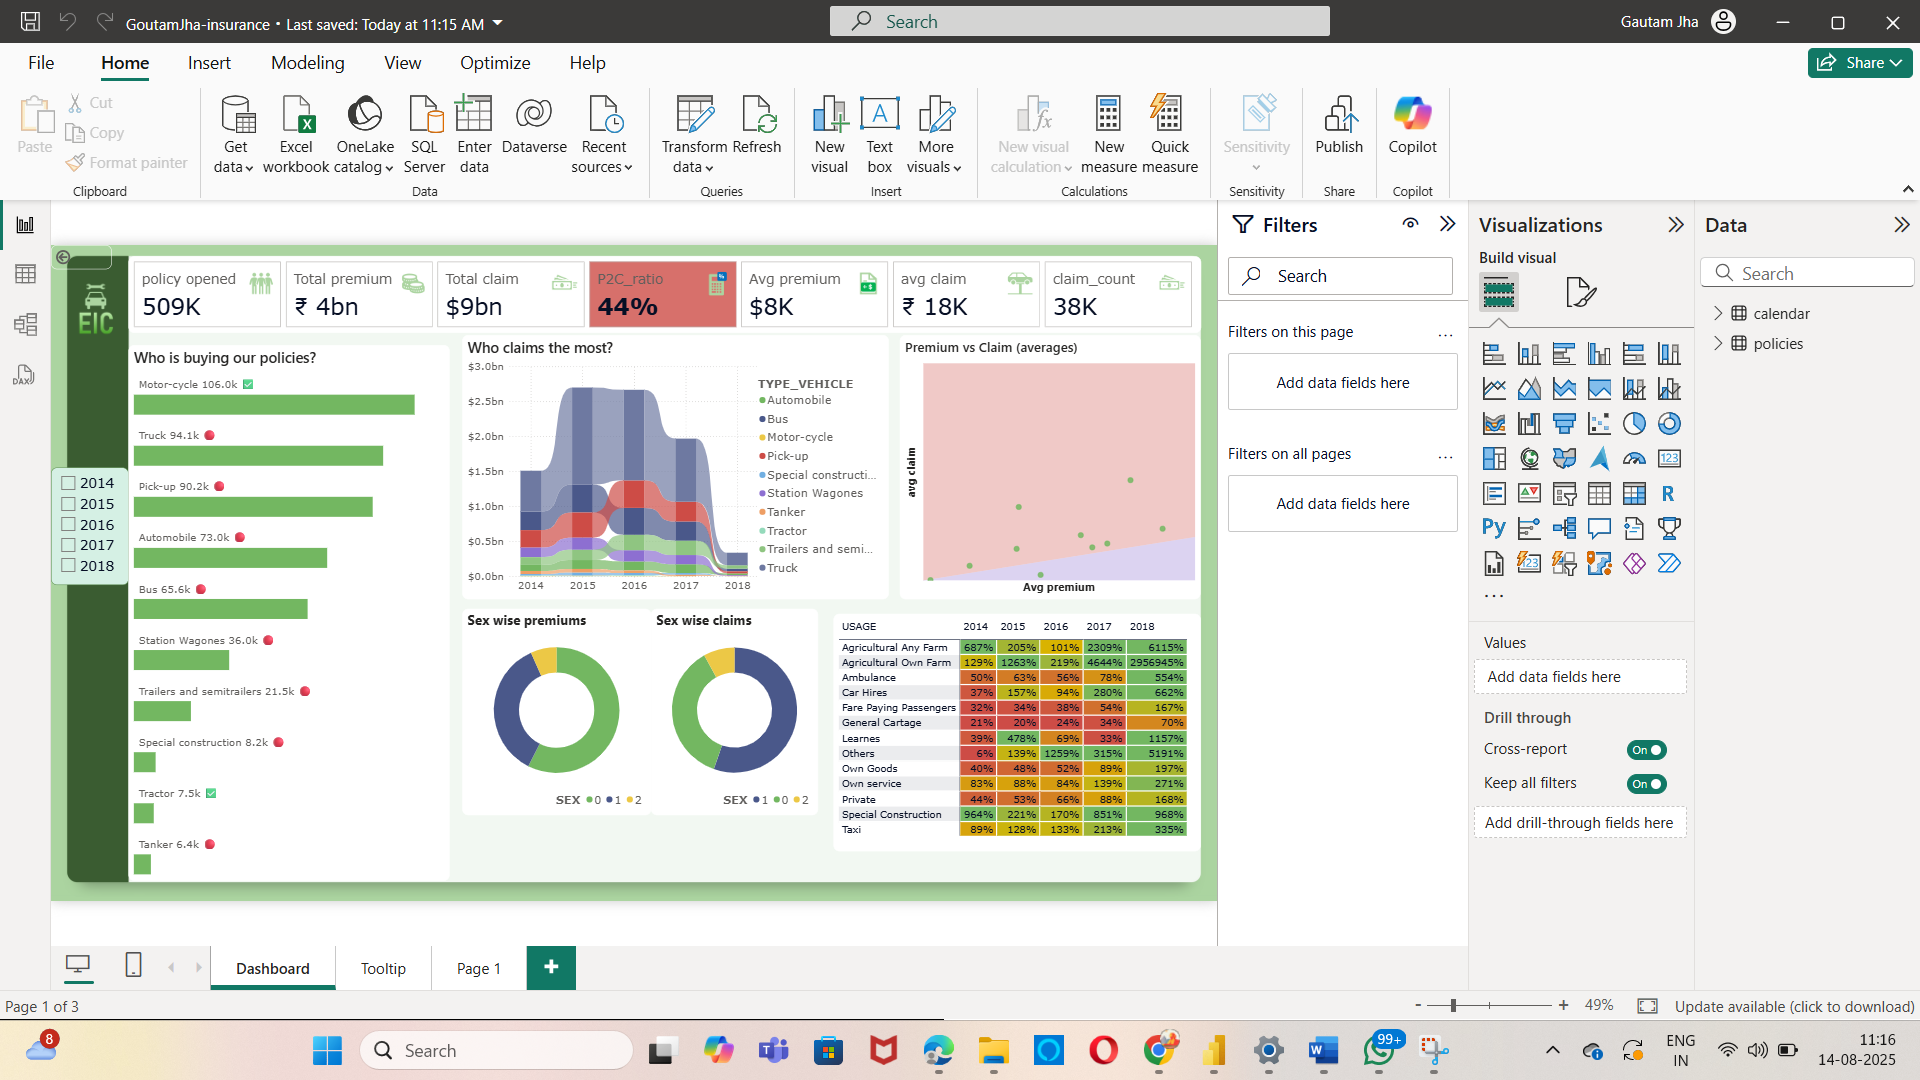 GoutamJha-insurance • Last saved: Today at 11:15 AM
Search
Gautam Jha
File
Home
Insert
Modeling
View
Optimize
Help
Share
Paste
Cut
Copy
Format painter
Clipboard
Get data
Excel workbook
OneLake catalog
SQL Server
Enter data
Dataverse
Recent sources
Data
Transform data
Refresh
Queries
New visual
Text box
More visuals
Insert
New visual calculation
New measure
Quick measure
Calculations
Sensitivity
Sensitivity
Publish
Share
Copilot
Copilot
EIC
policy opened
509K
Total premium
₹ 4bn
Total claim
$9bn
P2C_ratio
44%
Avg premium
$8K
avg claim
₹ 18K
claim_count
38K
2014
2015
2016
2017
2018
Who is buying our policies?
Motor-cycle 106.0k ✅
Truck 94.1k 🔴
Pick-up 90.2k 🔴
Automobile 73.0k 🔴
Bus 65.6k 🔴
Station Wagones 36.0k 🔴
Trailers and semitrailers 21.5k 🔴
Special construction 8.2k 🔴
Tractor 7.5k ✅
Tanker 6.4k 🔴
Who claims the most?
$3.0bn
$2.5bn
$2.0bn
$1.5bn
$1.0bn
$0.5bn
$0.0bn
2014 2015 2016 2017 2018
TYPE_VEHICLE
Automobile
Bus
Motor-cycle
Pick-up
Special constructi...
Station Wagones
Tanker
Tractor
Trailers and semi...
Truck
Premium vs Claim (averages)
avg claim
Avg premium
Sex wise premiums
SEX 0 1 2
Sex wise claims
SEX 1 0 2
USAGE 2014 2015 2016 2017 2018
Agricultural Any Farm 687% 205% 101% 2309% 6115%
Agricultural Own Farm 129% 1263% 219% 4644% 2956945%
Ambulance 50% 63% 56% 78% 554%
Car Hires 37% 157% 94% 280% 662%
Fare Paying Passengers 32% 34% 38% 54% 167%
General Cartage 21% 20% 24% 34% 70%
Learnes 39% 478% 69% 33% 1157%
Others 6% 139% 1259% 315% 5191%
Own Goods 40% 48% 52% 89% 197%
Own service 83% 88% 84% 139% 271%
Private 44% 53% 66% 88% 168%
Special Construction 964% 221% 170% 851% 968%
Taxi 89% 128% 133% 213% 335%
Filters
Search
Filters on this page
...
Add data fields here
Filters on all pages
...
Add data fields here
Visualizations
Build visual
123
R
Py
123
...
Values
Add data fields here
Drill through
Cross-report
On
Keep all filters
On
Add drill-through fields here
Data
Search
calendar
policies
Dashboard
Tooltip
Page 1
+
Page 1 of 3
- + 49%
Update available (click to download)
8
Search
99+
ENG
IN
11:16
14-08-2025